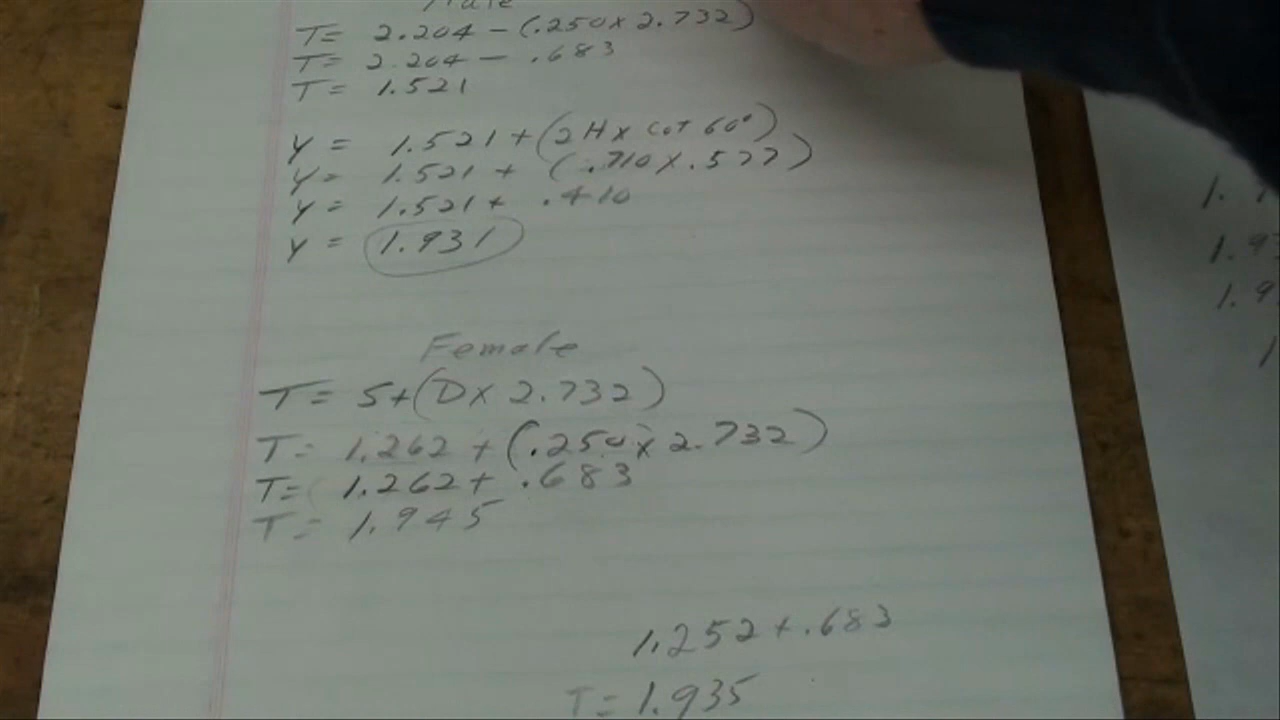 Male
T= 2.204 - (.250 x 2.732)
T= 2.204 - .683
T= 1.521
Y = 1.521 + (2H x Cot 60°)
Y = 1.521 + (.710 x .577)
Y = 1.521 + .410
Y = 1.931
Female
T= S+(D x 2.732)
T= 1.262 + (.250 x 2.732)
T= 1.262 + .683
T= 1.945
1.252 + .683
T= 1.935